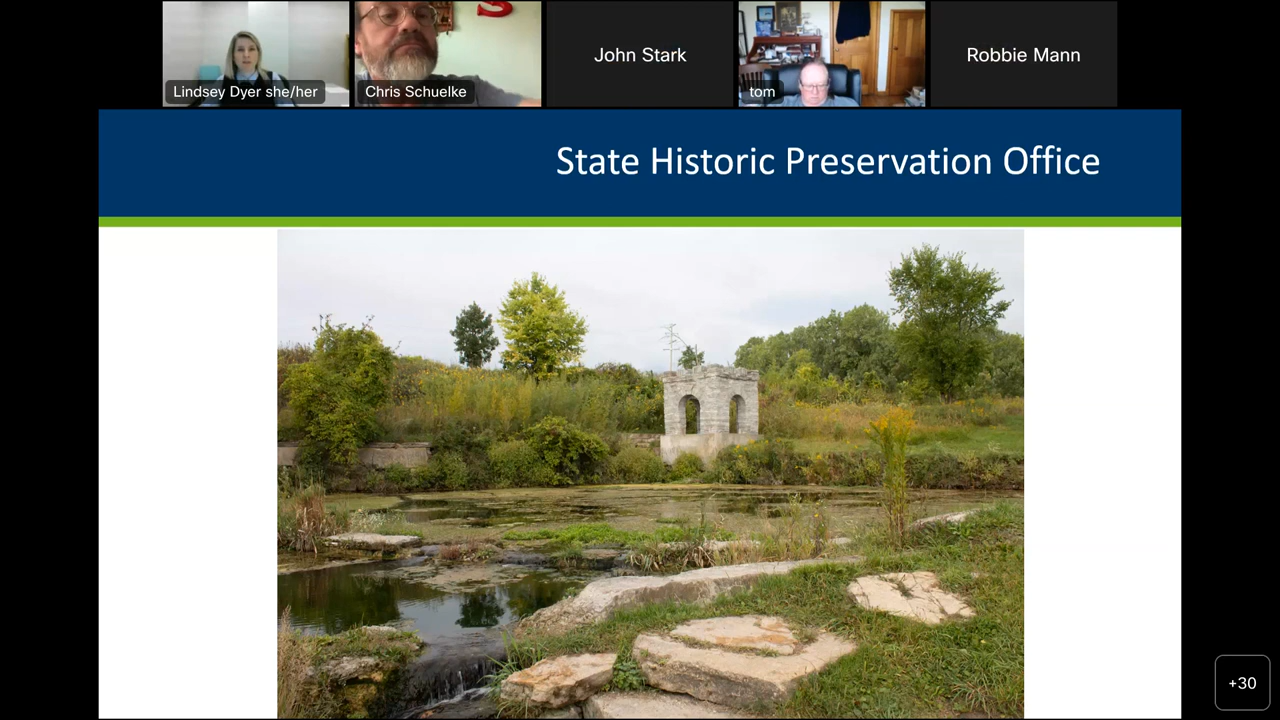 Lindsey Dyer she/her
Chris Schuelke
John Stark
tom
Robbie Mann
State Historic Preservation Office
+30